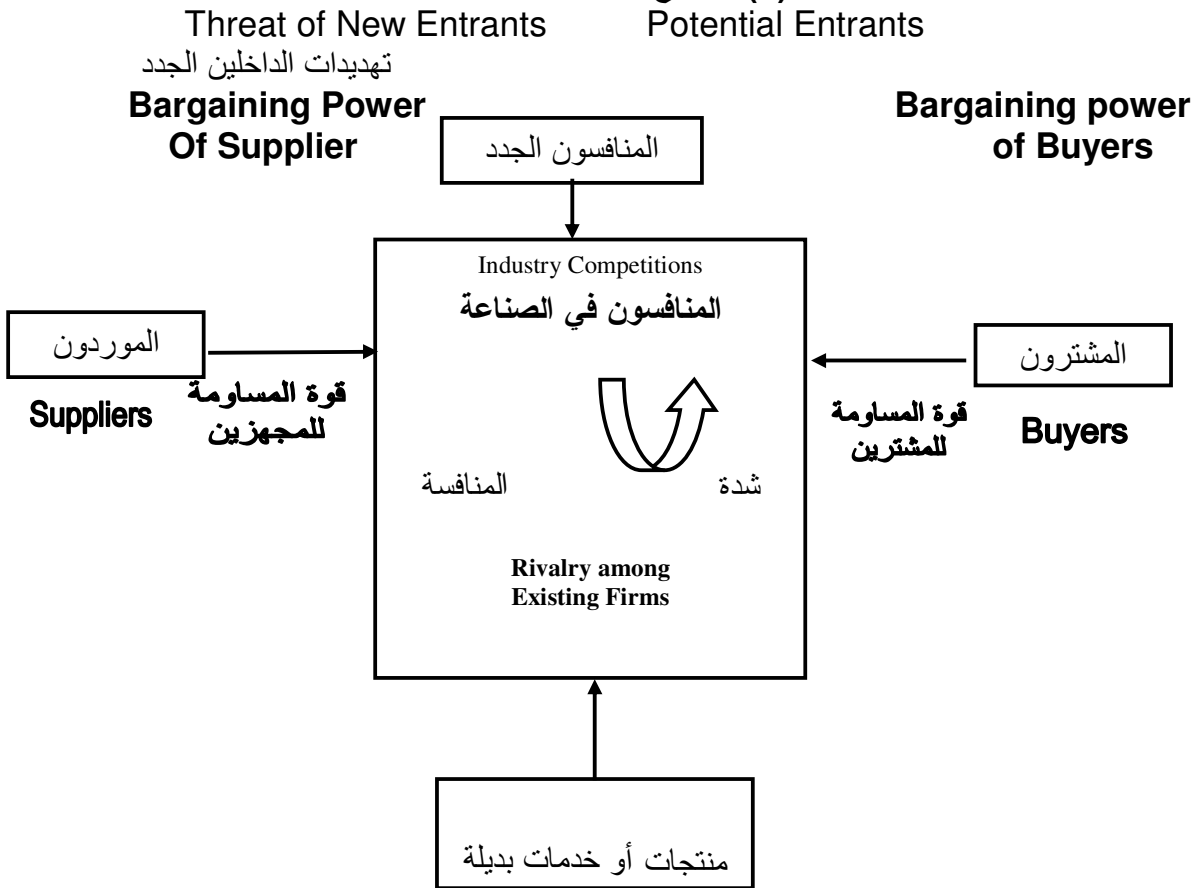 Threat of New Entrants Potential Entrants
تهديدات الداخلين الجدد
Bargaining Power
Of Supplier
Bargaining power
of Buyers
المنافسون الجدد
Industry Competitions
المنافسون في الصناعة
الموردون
Suppliers
قوة المساومة
للمجهزين
المشترون
Buyers
قوة المساومة
للمشترين
شدة المنافسة
Rivalry among
Existing Firms
منتجات أو خدمات بديلة